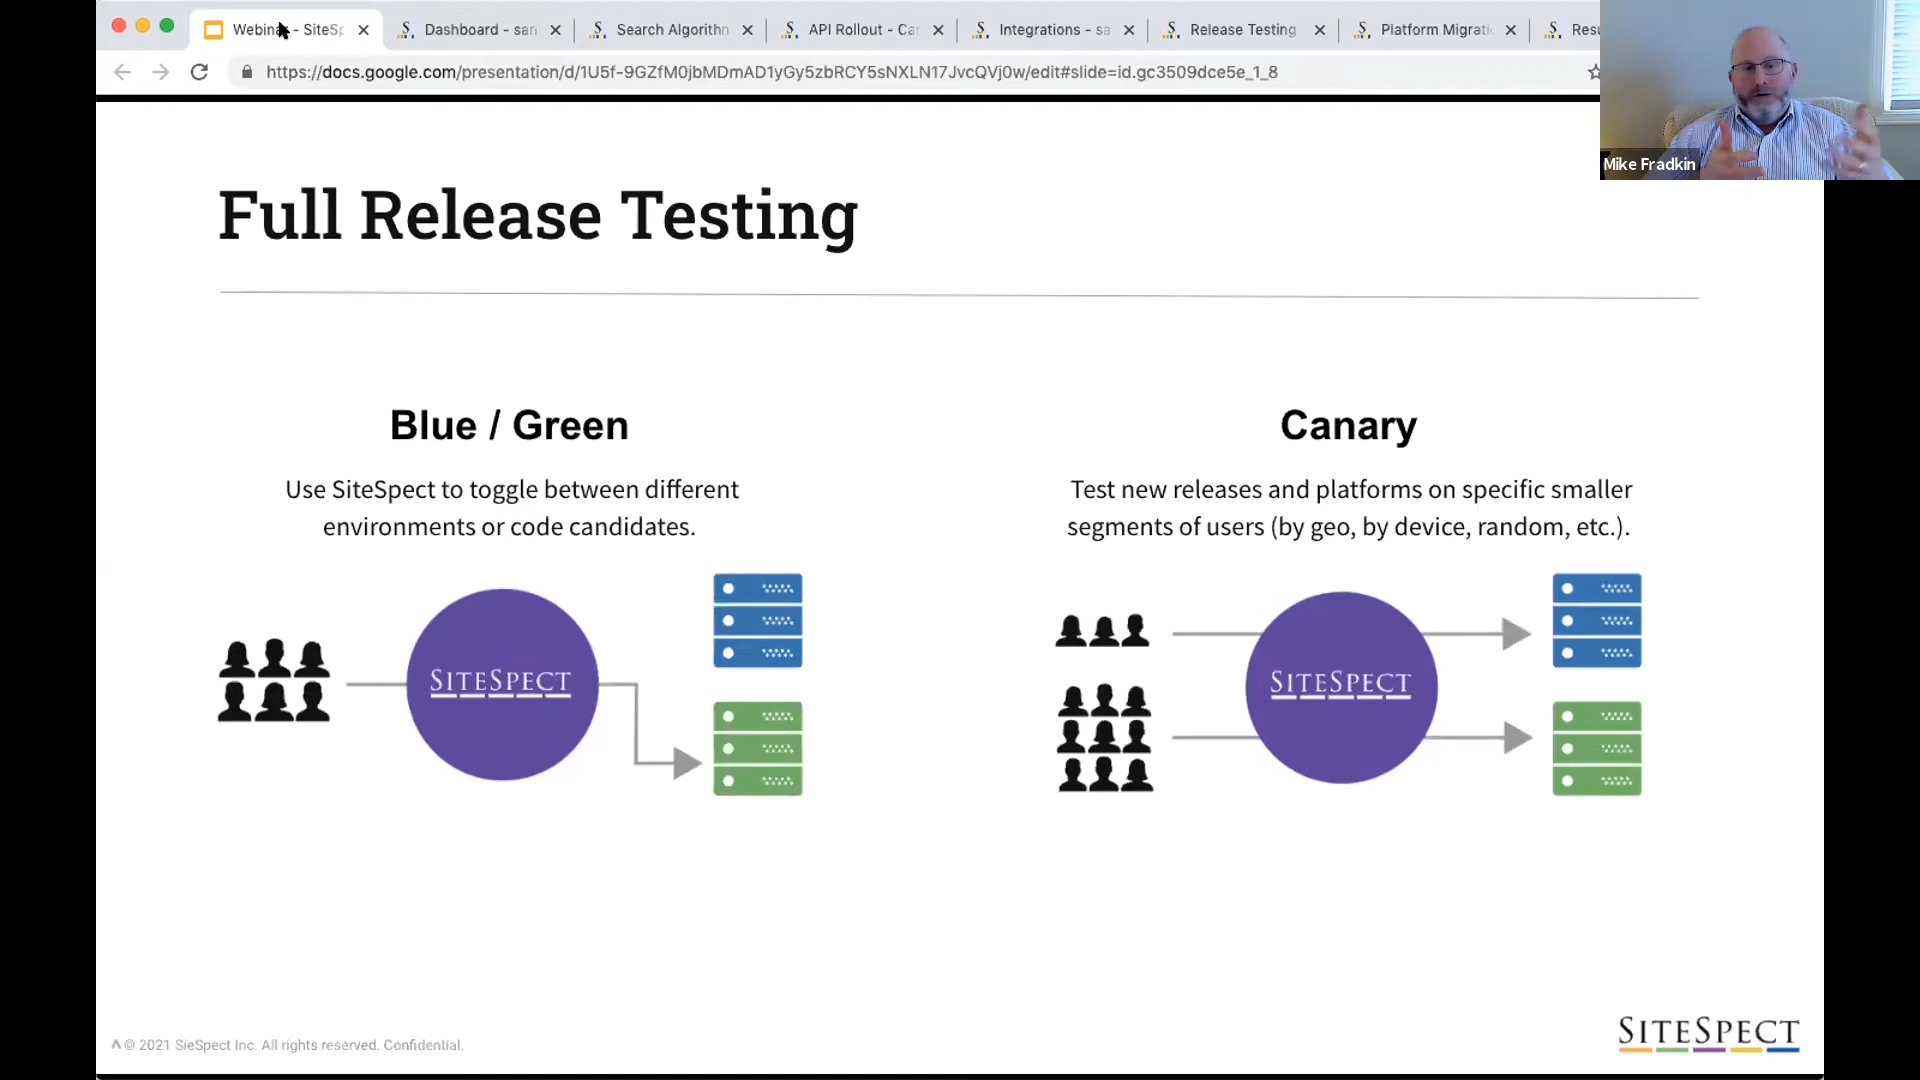 Webinar - SiteSp
Dashboard - sar
Search Algorithn
API Rollout - Car
Integrations - sa
Release Testing
Platform Migrati
Res
https://docs.google.com/presentation/d/1U5f-9GZfM0jbMDmAD1yGy5zbRCY5sNXLN17JvcQVj0w/edit#slide=id.gc3509dce5e_1_8
Mike Fradkin
Full Release Testing
Blue / Green
Use SiteSpect to toggle between different
environments or code candidates.
SITESPECT
Canary
Test new releases and platforms on specific smaller
segments of users (by geo, by device, random, etc.).
SITESPECT
© 2021 SieSpect Inc. All rights reserved. Confidential.
SITESPECT